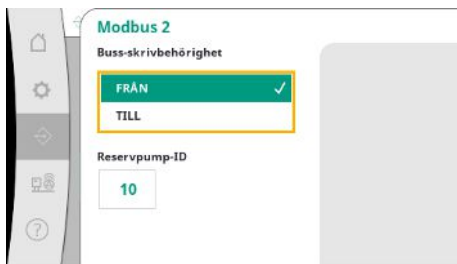 Modbus 2
Buss-skrivbehörighet
FRÅN
TILL
Reservpump-ID
10
?